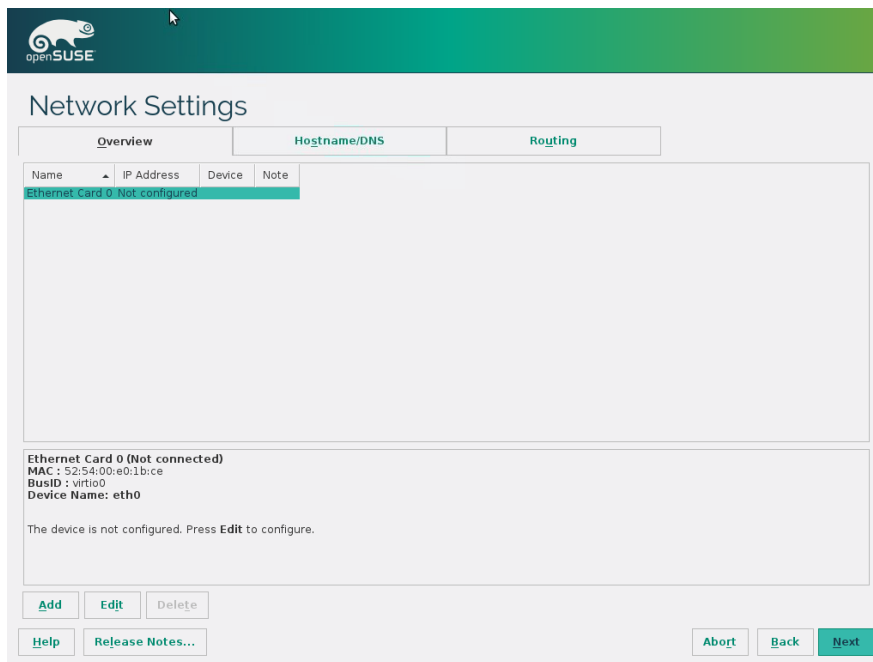 openSUSE
Network Settings
Overview Hostname/DNS Routing
Name IP Address Device Note
Ethernet Card 0 Not configured
Ethernet Card 0 (Not connected)
MAC : 52:54:00:e0:1b:ce
BusID : virtio0
Device Name: eth0
The device is not configured. Press Edit to configure.
Add Edit Delete
Help Release Notes... Abort Back Next